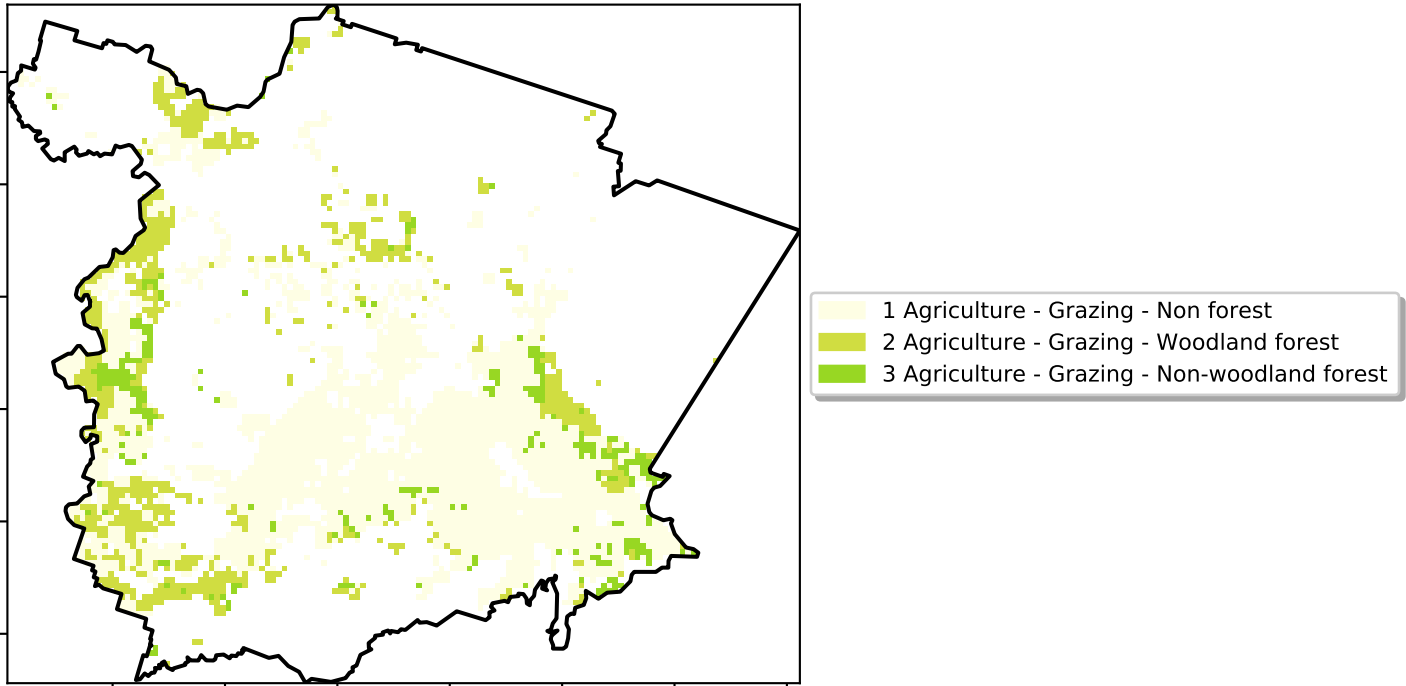 1 Agriculture - Grazing - Non forest
2 Agriculture - Grazing - Woodland forest
3 Agriculture - Grazing - Non-woodland forest